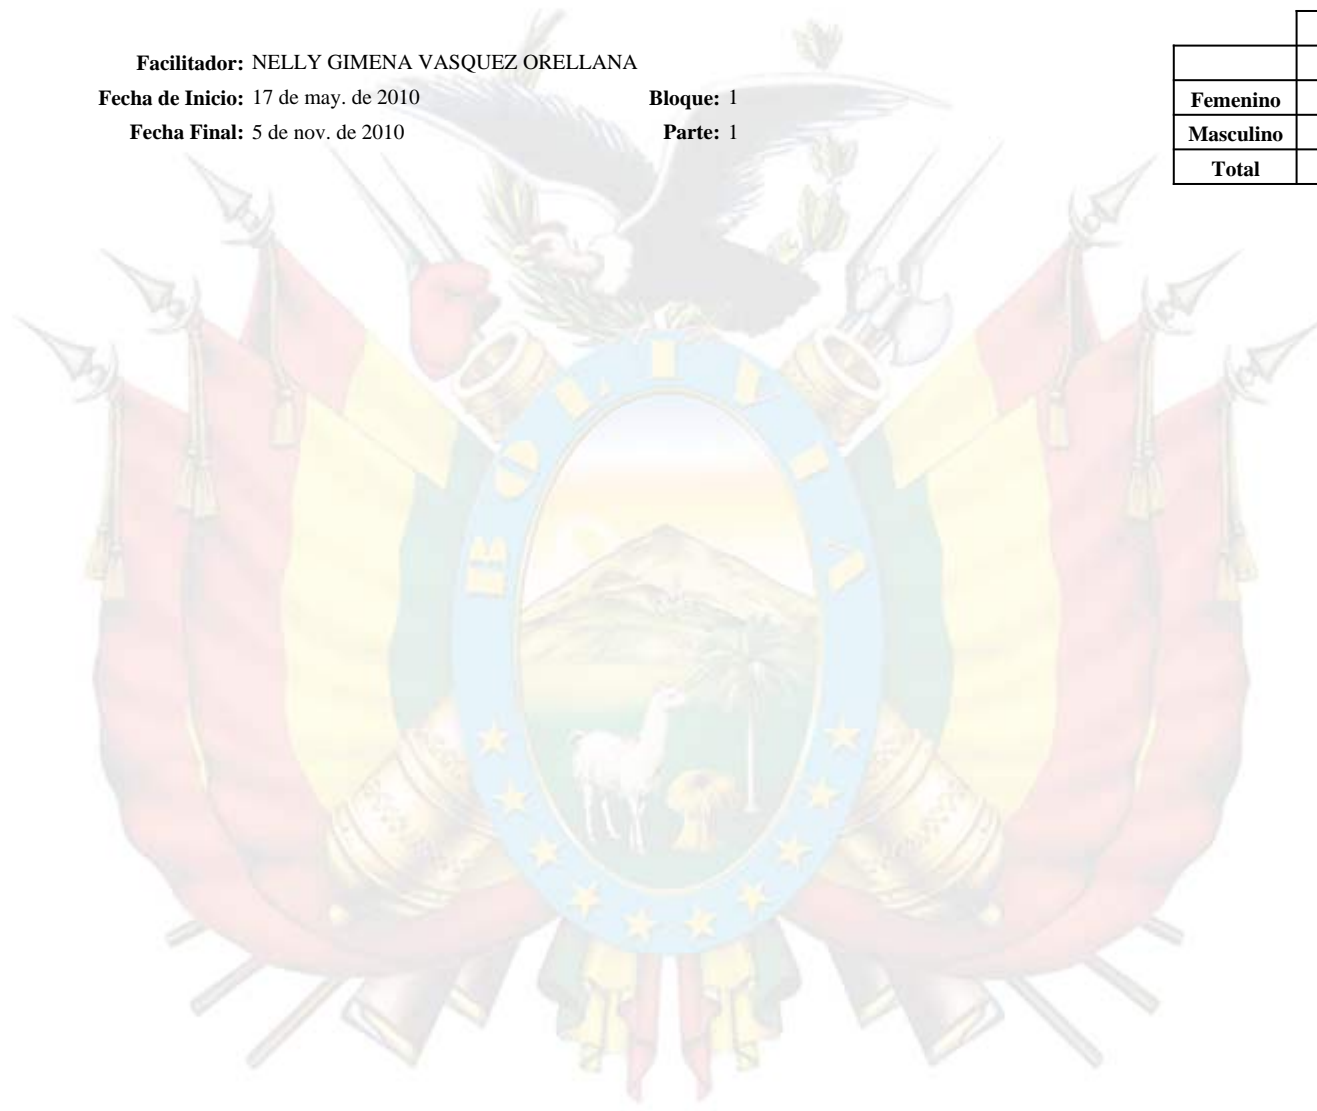 Facilitador: NELLY GIMENA VASQUEZ ORELLANA
Fecha de Inicio: 17 de may. de 2010 Bloque: 1
Fecha Final: 5 de nov. de 2010 Parte: 1
Femenino
Masculino
Total
BOLIVIA